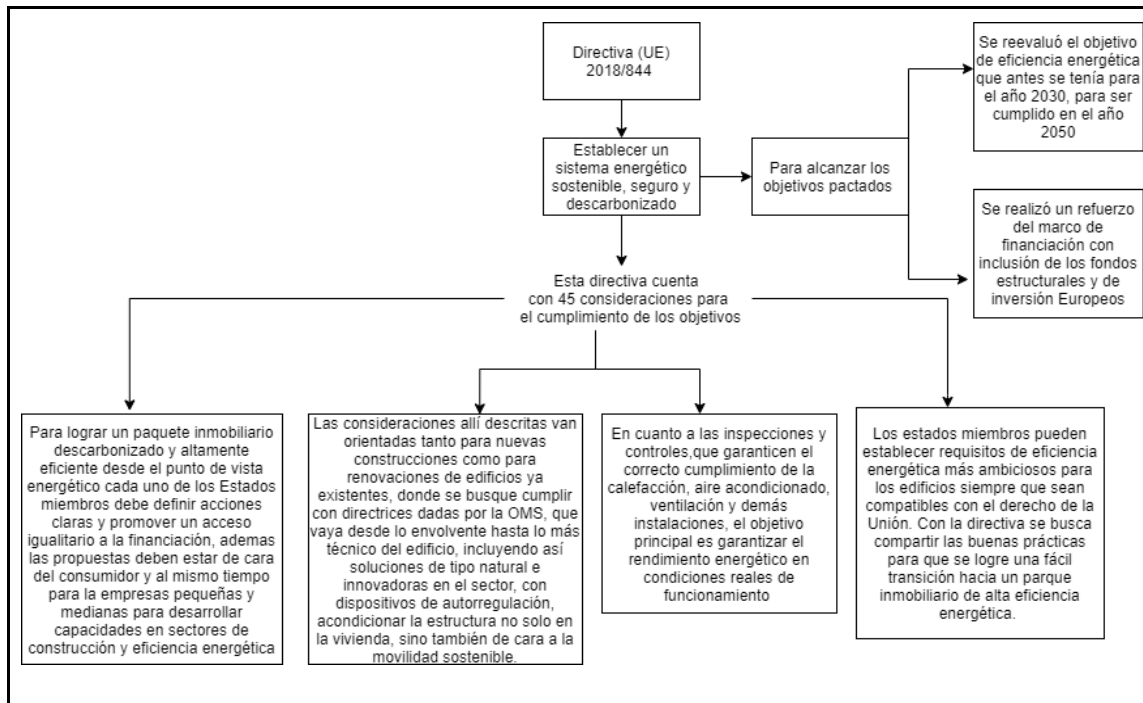 Directiva (UE)
2018/844
Establecer un
sistema energético
sostenible, seguro y
descarbonizado
Para alcanzar los
objetivos pactados
Se reevaluó el objetivo
de eficiencia energética
que antes se tenía para
el año 2030, para ser
cumplido en el año
2050
Se realizó un refuerzo
del marco de
financiación con
inclusión de los fondos
estructurales y de
inversión Europeos
Esta directiva cuenta
con 45 consideraciones para
el cumplimiento de los objetivos
Para lograr un paquete inmobiliario
descarbonizado y altamente
eficiente desde el punto de vista
energético cada uno de los Estados
miembros debe definir acciones
claras y promover un acceso
igualitario a la financiación, ademas
las propuestas deben estar de cara
del consumidor y al mismo tiempo
para la empresas pequeñas y
medianas para desarrollar
capacidades en sectores de
construcción y eficiencia energética
Las consideraciones allí descritas van
orientadas tanto para nuevas
construcciones como para
renovaciones de edificios ya
existentes, donde se busque cumplir
con directrices dadas por la OMS, que
vaya desde lo envolvente hasta lo más
técnico del edificio, incluyendo así
soluciones de tipo natural e
innovadoras en el sector, con
dispositivos de autorregulación,
acondicionar la estructura no solo en
la vivienda, sino también de cara a la
movilidad sostenible.
En cuanto a las inspecciones y
controles,que garanticen el
correcto cumplimiento de la
calefacción, aire acondicionado,
ventilación y demás
instalaciones, el objetivo
principal es garantizar el
rendimiento energético en
condiciones reales de
funcionamiento
Los estados miembros pueden
establecer requisitos de eficiencia
energética más ambiciosos para
los edificios siempre que sean
compatibles con el derecho de la
Unión. Con la directiva se busca
compartir las buenas prácticas
para que se logre una fácil
transición hacia un parque
inmobiliario de alta eficiencia
energética.